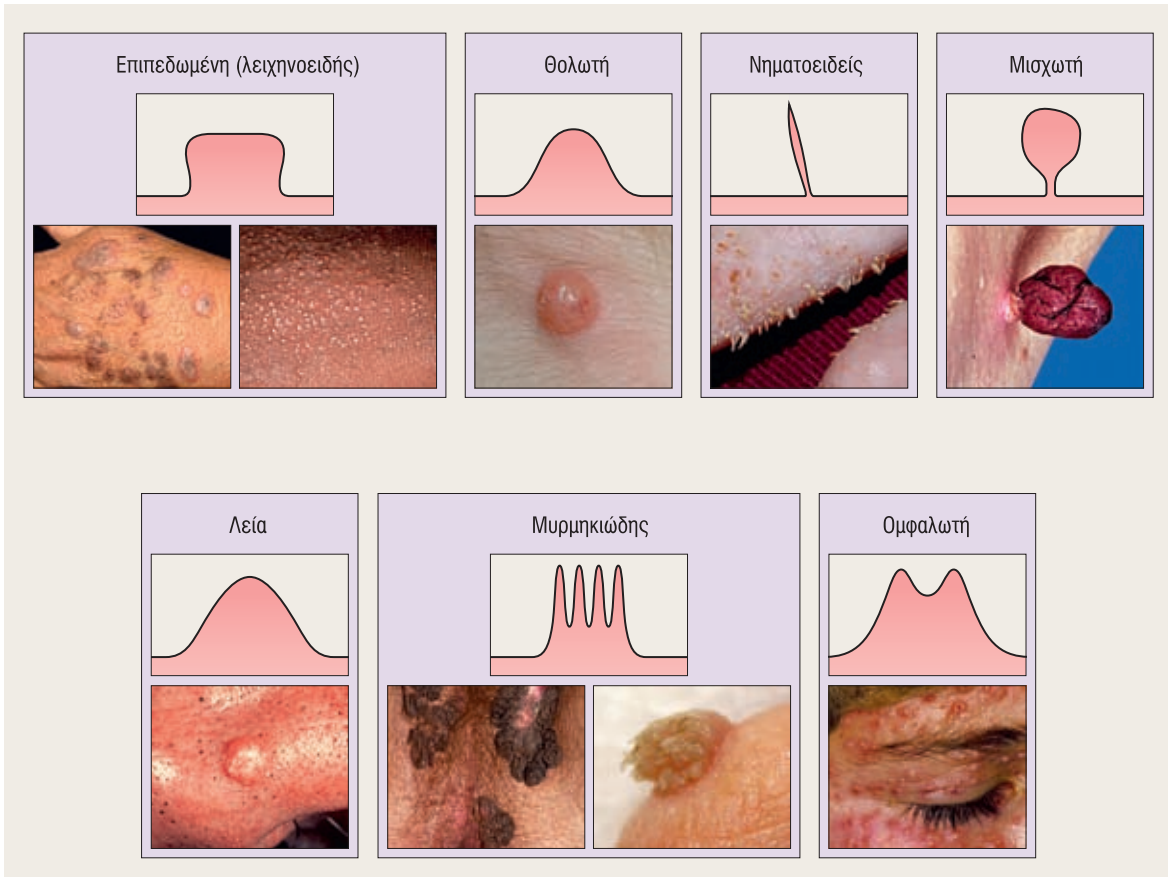 Επιπεδωμένη (λειχηνοειδής)
Θολωτή
Νηματοειδείς
Μισχωτή
Λεία
Μυρμηκιώδης
Ομφαλωτή